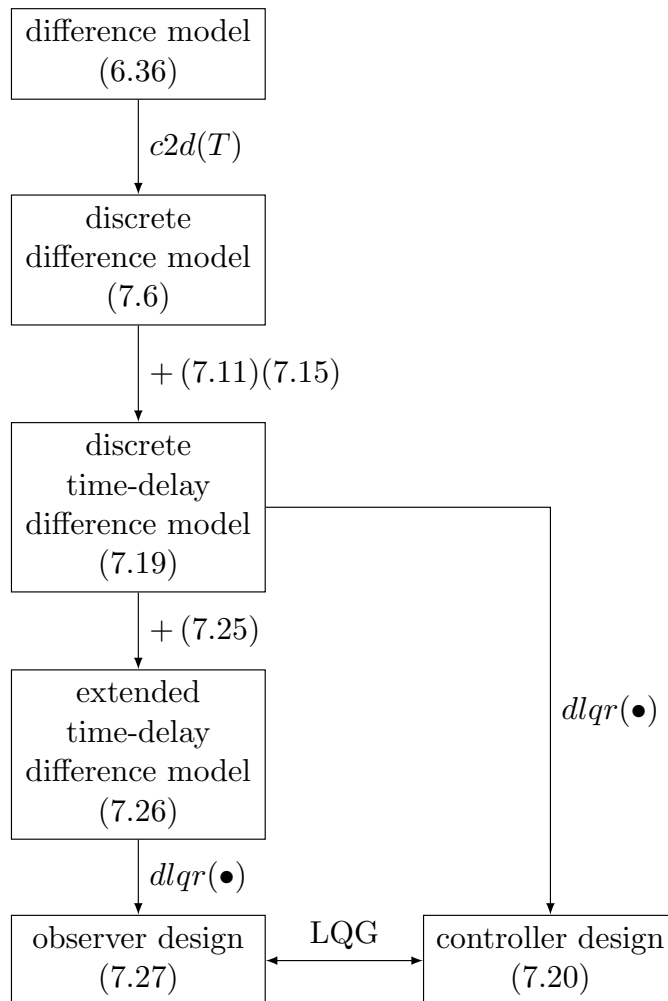 difference model
(6.36)
c2d(T)
discrete
difference model
(7.6)
+ (7.11)(7.15)
discrete
time-delay
difference model
(7.19)
+ (7.25)
extended
time-delay
difference model
(7.26)
dlqr(•)
dlqr(•)
observer design
(7.27)
LQG
controller design
(7.20)